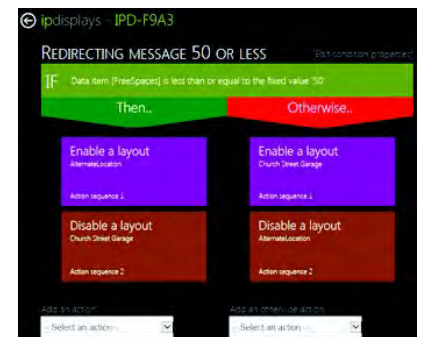 ipdisplays - IPD-F9A3
REDIRECTING MESSAGE 50 OR LESS
[Edit condition properties]
IF Data item [FreeSpaces] is less than or equal to the fixed value '50'
Then..
Otherwise..
Enable a layout
AlternateLocation
Action sequence 1
Enable a layout
Church Street Garage
Action sequence 1
Disable a layout
Church Street Garage
Action sequence 2
Disable a layout
AlternateLocation
Action sequence 2
Add an action
-- Select an action --
Add an otherwise action
-- Select an action --